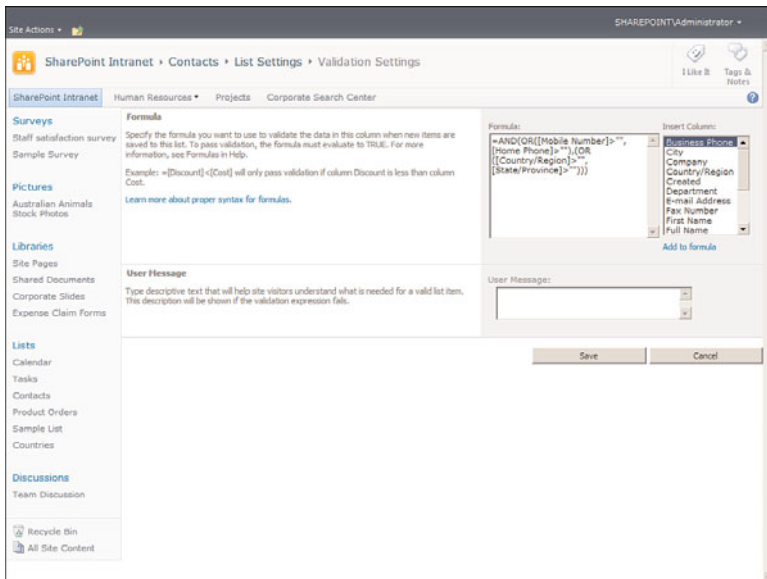 SHAREPOINT\Administrator
Site Actions
SharePoint Intranet › Contacts › List Settings › Validation Settings
I Like It
Tags &
Notes
SharePoint Intranet
Human Resources
Projects
Corporate Search Center
Surveys
Staff satisfaction survey
Sample Survey
Pictures
Australian Animals
Stock Photos
Libraries
Site Pages
Shared Documents
Corporate Slides
Expense Claim Forms
Lists
Calendar
Tasks
Contacts
Product Orders
Sample List
Countries
Discussions
Team Discussion
Recycle Bin
All Site Content
Formula
Specify the formula you want to use to validate the data in this column when new items are
saved to this list. To pass validation, the formula must evaluate to TRUE. For more
information, see Formulas in Help.
Example: =[Discount]<[Cost] will only pass validation if column Discount is less than column
Cost.
Learn more about proper syntax for formulas.
Formula:
=AND(OR([Mobile Number]>"",
[Home Phone]>""),(OR
([Country/Region]>"",
[State/Province]>"")))
Insert Column:
Business Phone
City
Company
Country/Region
Created
Department
E-mail Address
Fax Number
First Name
Full Name
Add to formula
User Message
Type descriptive text that will help site visitors understand what is needed for a valid list item.
This description will be shown if the validation expression fails.
User Message:
Save
Cancel